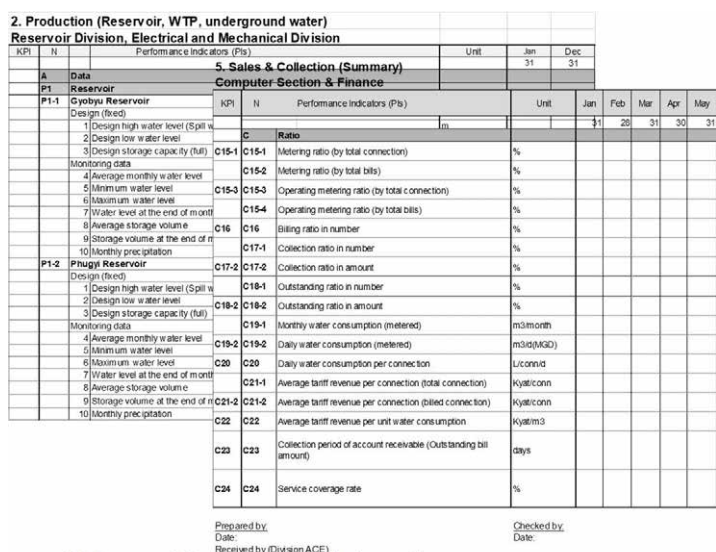 2. Production (Reservoir, WTP, underground water)
Reservoir Division, Electrical and Mechanical Division
KPI N Performance Indicators (PIs) Unit Jan Dec
31 31
A Data
P1 Reservoir
P1-1 Gyobyu Reservoir
Design (fixed)
1 Design high water level (Spill w
m
2 Design low water level
3 Design storage capacity (full)
Monitoring data
4 Average monthly water level
5 Minimum water level
6 Maximum water level
7 Water level at the end of mont
8 Average storage volume
9 Storage volume at the end of m
10 Monthly precipitation
P1-2 Phugyi Reservoir
Design (fixed)
1 Design high water level (Spill w
2 Design low water level
3 Design storage capacity (full)
Monitoring data
4 Average monthly water level
5 Minimum water level
6 Maximum water level
7 Water level at the end of mont
8 Average storage volume
9 Storage volume at the end of m
10 Monthly precipitation
5. Sales & Collection (Summary)
Computer Section & Finance
KPI N Performance Indicators (PIs) Unit Jan Feb Mar Apr May
31 28 31 30 31
C Ratio
C15-1 C15-1 Metering ratio (by total connection) %
C15-2 Metering ratio (by total bills) %
C15-3 C15-3 Operating metering ratio (by total connection) %
C15-4 Operating metering ratio (by total bills) %
C16 C16 Billing ratio in number %
C17-1 Collection ratio in number %
C17-2 C17-2 Collection ratio in amount %
C18-1 Outstanding ratio in number %
C18-2 C18-2 Outstanding ratio in amount %
C19-1 Monthly water consumption (metered) m3/month
C19-2 C19-2 Daily water consumption (metered) m3/d(MGD)
C20 C20 Daily water consumption per connection L/conn/d
C21-1 Average tariff revenue per connection (total connection) Kyat/conn
C21-2 C21-2 Average tariff revenue per connection (billed connection) Kyat/conn
C22 C22 Average tariff revenue per unit water consumption Kyat/m3
C23 C23 Collection period of account receivable (Outstanding bill days
amount)
C24 C24 Service coverage rate %
Prepared by: Checked by:
Date: Date:
Received by (Division ACE)